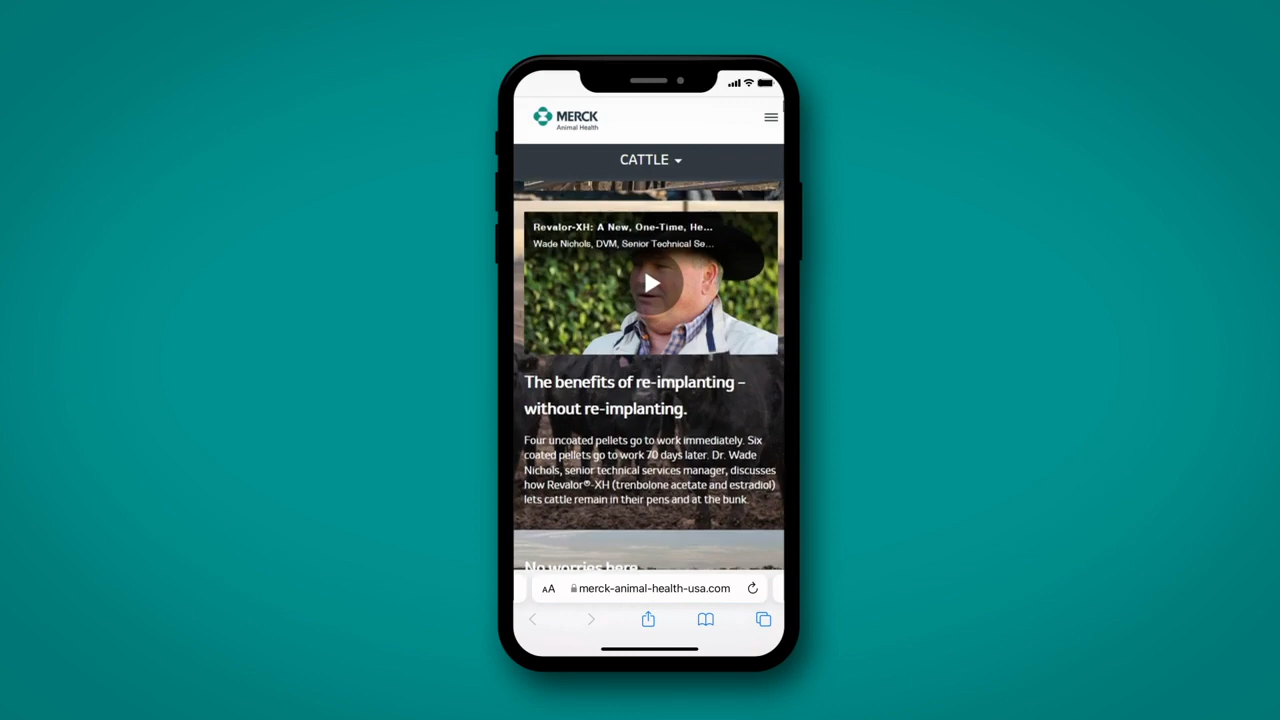 MERCK
Animal Health
CATTLE
Revalor-XH: A New, One-Time, He...
Wade Nichols, DVM, Senior Technical Se...
The benefits of re-implanting –
without re-implanting.
Four uncoated pellets go to work immediately. Six
coated pellets go to work 70 days later. Dr. Wade
Nichols, senior technical services manager, discusses
how Revalor®-XH (trenbolone acetate and estradiol)
lets cattle remain in their pens and at the bunk.
No worries here
AA merck-animal-health-usa.com